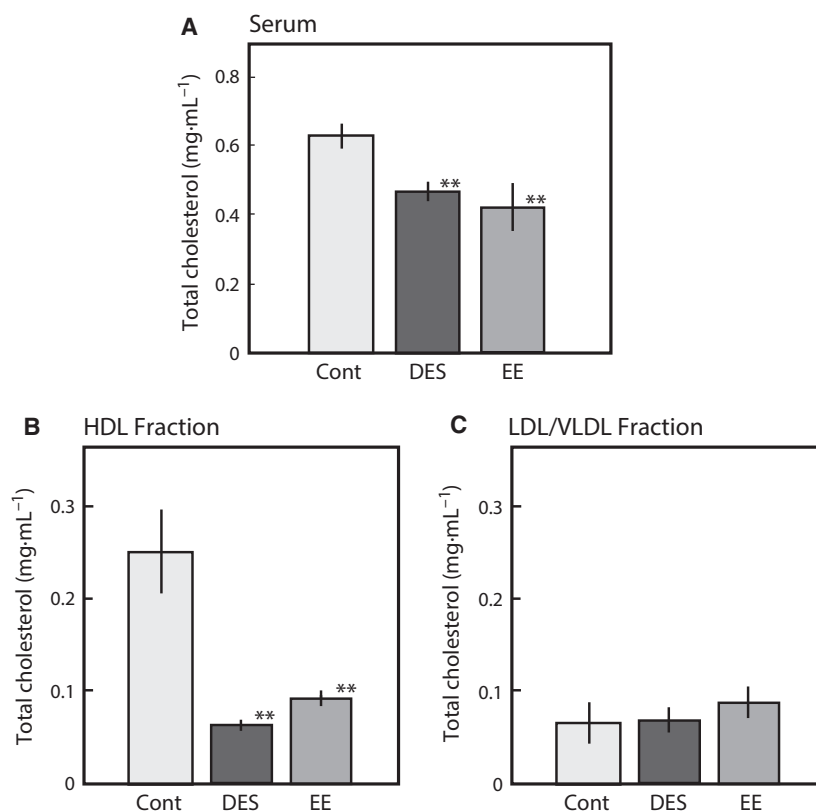 A Serum
Total cholesterol (mg·mL⁻¹)
0.8
0.6
0.4
0.2
0
**
**
Cont DES EE
B HDL Fraction
Total cholesterol (mg·mL⁻¹)
0.3
0.2
0.1
0
**
**
Cont DES EE
C LDL/VLDL Fraction
Total cholesterol (mg·mL⁻¹)
0.3
0.2
0.1
0
Cont DES EE